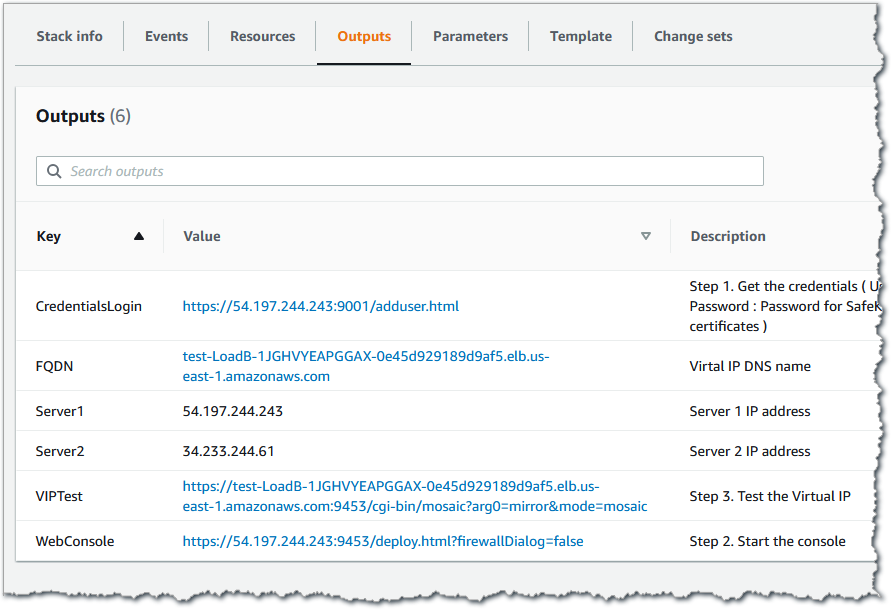 Stack info Events Resources Outputs Parameters Template Change sets
Outputs (6)
Search outputs
Key Value Description
CredentialsLogin https://54.197.244.243:9001/adduser.html Step 1. Get the credentials (
Password : Password for
certificates )
FQDN test-LoadB-1JGHVYEAPGGAX-0e45d929189d9af5.elb.us-
east-1.amazonaws.com Virtal IP DNS name
Server1 54.197.244.243 Server 1 IP address
Server2 34.233.244.61 Server 2 IP address
VIPTest https://test-LoadB-1JGHVYEAPGGAX-0e45d929189d9af5.elb.us-
east-1.amazonaws.com:9453/cgi-bin/mosaic?arg0=mirror&mode=mosaic Step 3. Test the Virtual IP
WebConsole https://54.197.244.243:9453/deploy.html?firewallDialog=false Step 2. Start the console